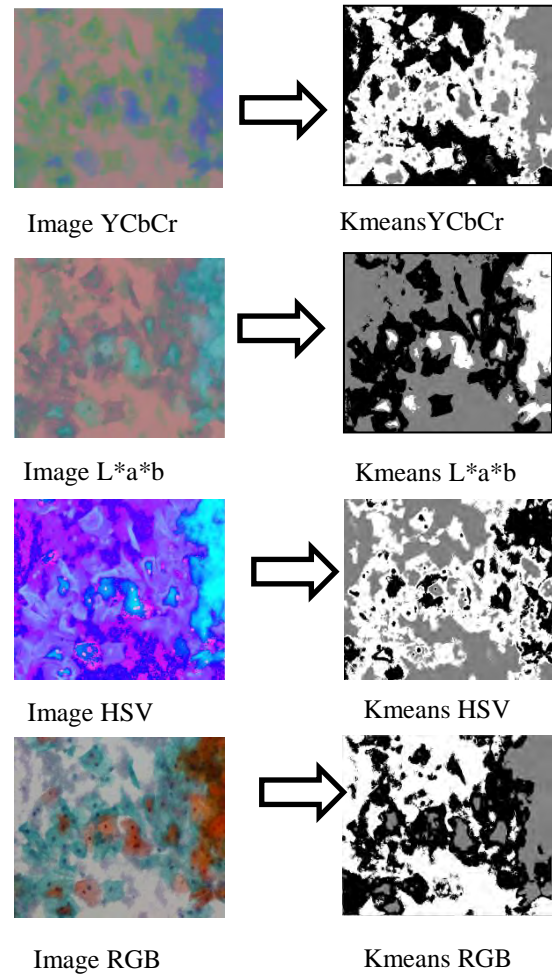 Image YCbCr KmeansYCbCr
Image L*a*b Kmeans L*a*b
Image HSV Kmeans HSV
Image RGB Kmeans RGB